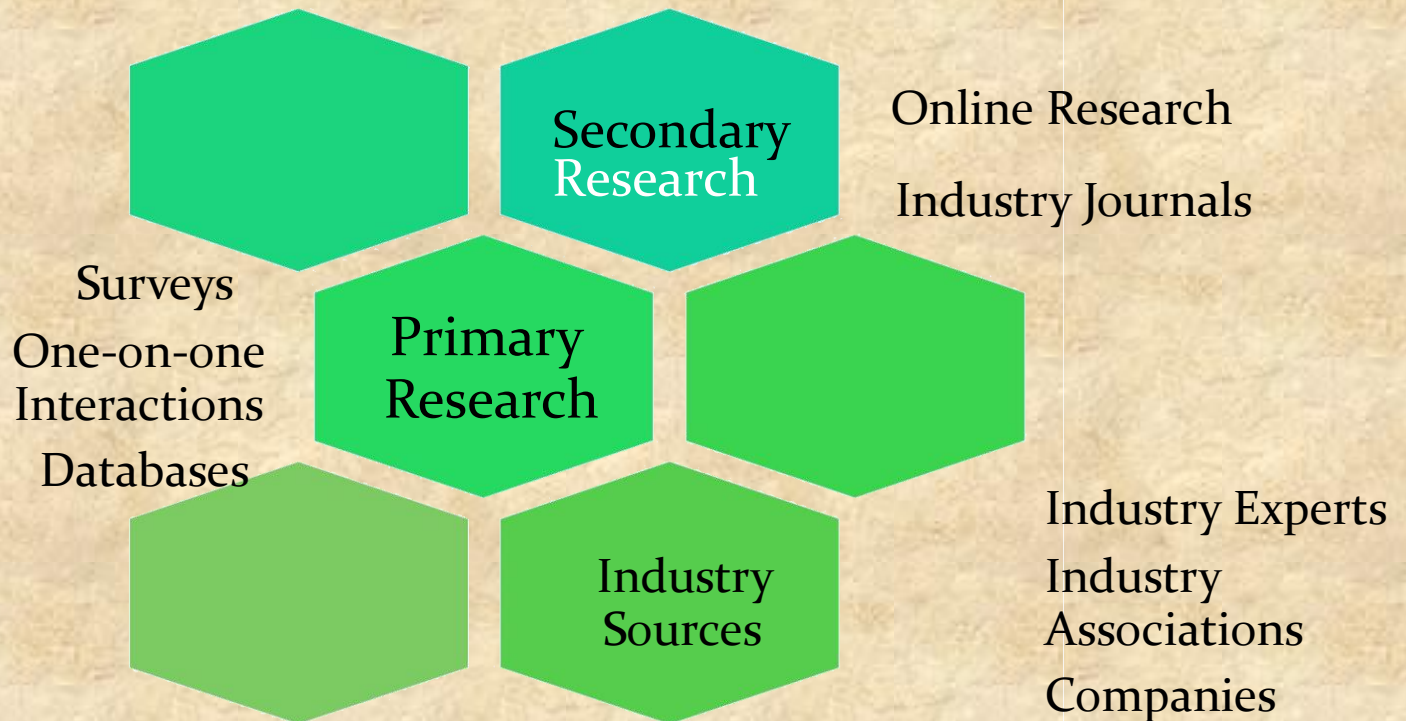 Secondary
Research
Online Research
Industry Journals
Surveys
One-on-one
Interactions
Databases
Primary
Research
Industry
Sources
Industry Experts
Industry
Associations
Companies